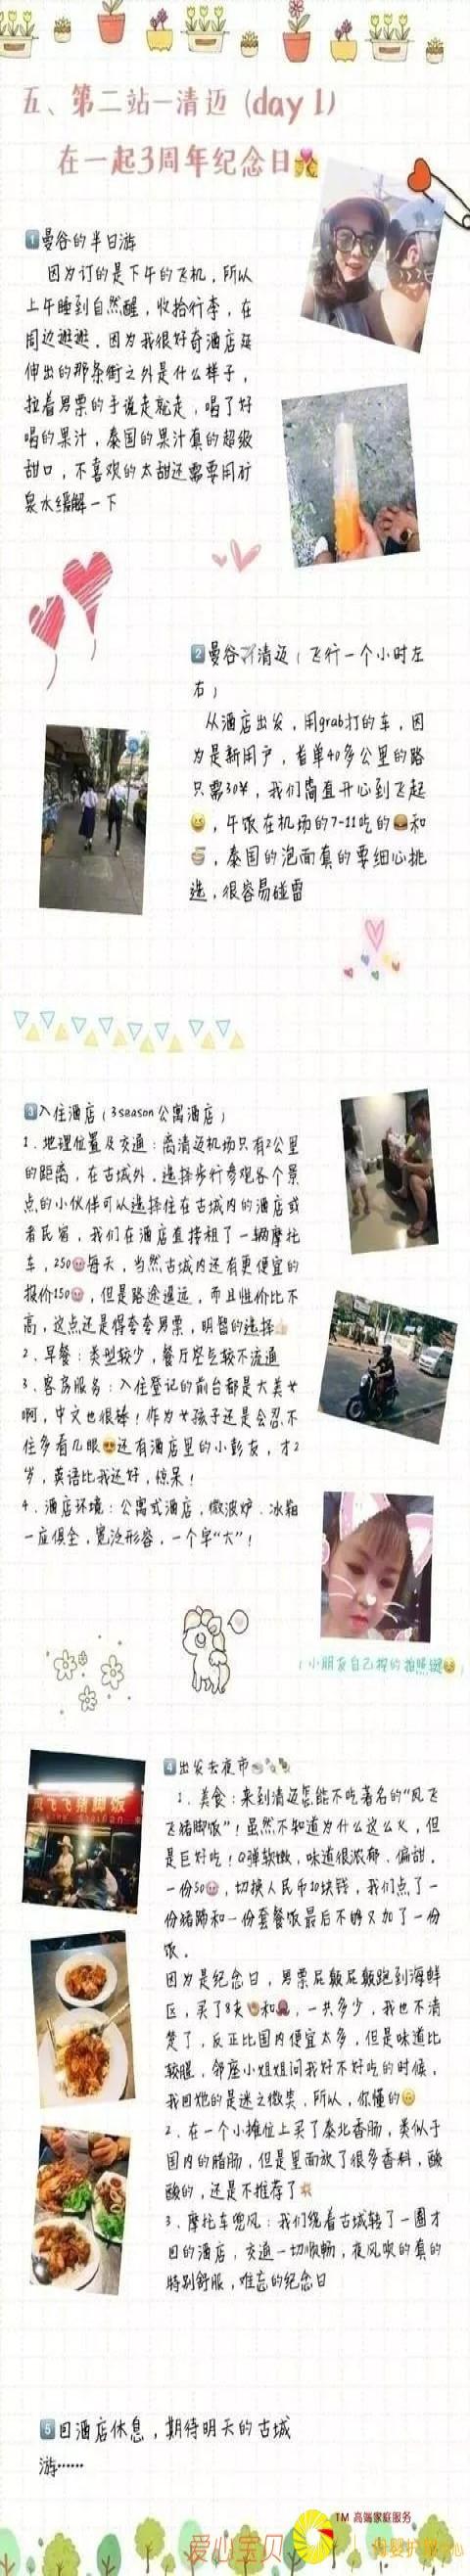 五、第二站—清迈（day 1）
在一起3周年纪念日💏
1️⃣曼谷的半日游
因为订的是下午的飞机，所以
上午睡到自然醒，收拾行李，在
周边逛逛，因为我很好奇酒店延
伸出的那条街之外是什么样子，
拉着男票的手说走就走，喝了好
喝的果汁，泰国的果汁真的超级
甜口，不喜欢的太甜还需要用矿
泉水缓解一下
2️⃣曼谷✈️清迈（飞行一个小时左
右）
从酒店出发，用grab打的车，因
为是新用户，首单40多公里的路
只需30¥，我们简直开心到飞起
😆，午饭在机场的7-11吃的🍔和
🍜，泰国的泡面真的要细心挑
选，很容易碰雷
3️⃣入住酒店（3season公寓酒店）
1．地理位置及交通：离清迈机场只有2公里
的距离，在古城外，选择步行参观各个景
点的小伙伴可以选择住在古城内的酒店或
者民宿，我们在酒店直接租了一辆摩托
车，250每天，当然古城内还有更便宜的
报价150，但是路途遥远，而且性价比不
高，这点还是得夸夸男票，明智的选择👍🏻
2．早餐：类型较少，餐厅空气较不流通
3．客房服务：入住登记的前台都是大美女
啊，中文也很棒！作为女孩子还是会忍不
住多看几眼😍还有酒店里的小彭友，才2
岁，英语比我还好，惊呆！
4．酒店环境：公寓式酒店，微波炉、冰箱
一应俱全，宽泛形容，一个字“大”！
（小朋友自己摆的拍照继😂）
4️⃣出发去夜市
1．美食：来到清迈怎能不吃著名的“凤飞
飞猪脚饭”！虽然不知道为什么这么火，但
是巨好吃！Q弹软嫩，味道很浓郁、偏甜。
一份50，切换人民币10块钱，我们点了一
份猪蹄和一份套餐饭最后不够又加了一份
饭。
因为是纪念日，男票屁颠屁颠跑到海鲜
区，买了8夹和，一共多少，我也不清
楚了，反正比国内便宜太多，但是味道比
较腥，邻座小姐姐问我好不好吃的时候，
我回她的是迷之微笑，所以，你懂的
2．在一个小摊位上买了泰北香肠，类似于
国内的腊肠，但是里面放了很多香料，酸
酸的，还是不推荐了💥
3．摩托车兜风：我们绕着古城转了一圈才
回的酒店，交通一切顺畅，夜风吹的真的
特别舒服，难忘的纪念日
凤飞飞猪脚饭
5️⃣回酒店休息，期待明天的古城
游……
爱心宝贝
TM 高端家庭服务